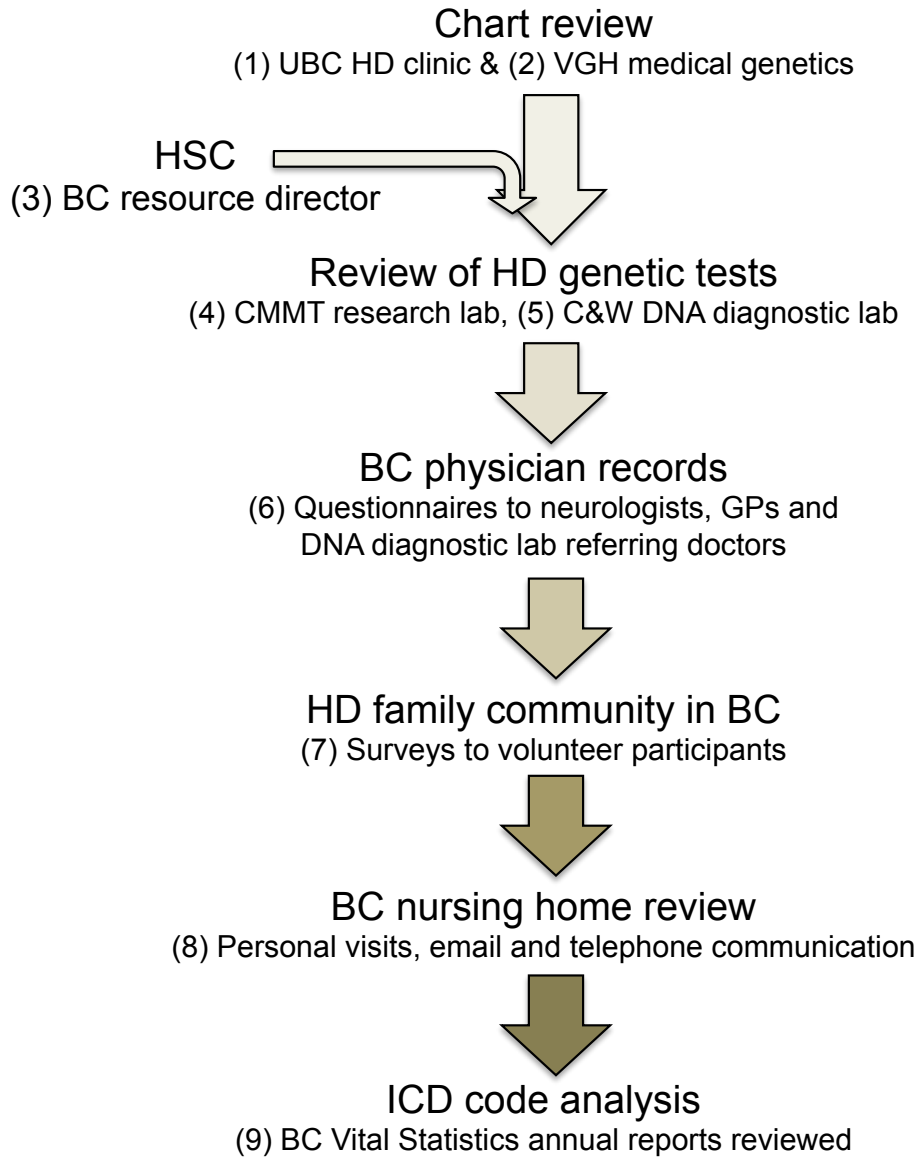 Chart review
(1) UBC HD clinic & (2) VGH medical genetics
HSC
(3) BC resource director
Review of HD genetic tests
(4) CMMT research lab, (5) C&W DNA diagnostic lab
BC physician records
(6) Questionnaires to neurologists, GPs and
DNA diagnostic lab referring doctors
HD family community in BC
(7) Surveys to volunteer participants
BC nursing home review
(8) Personal visits, email and telephone communication
ICD code analysis
(9) BC Vital Statistics annual reports reviewed